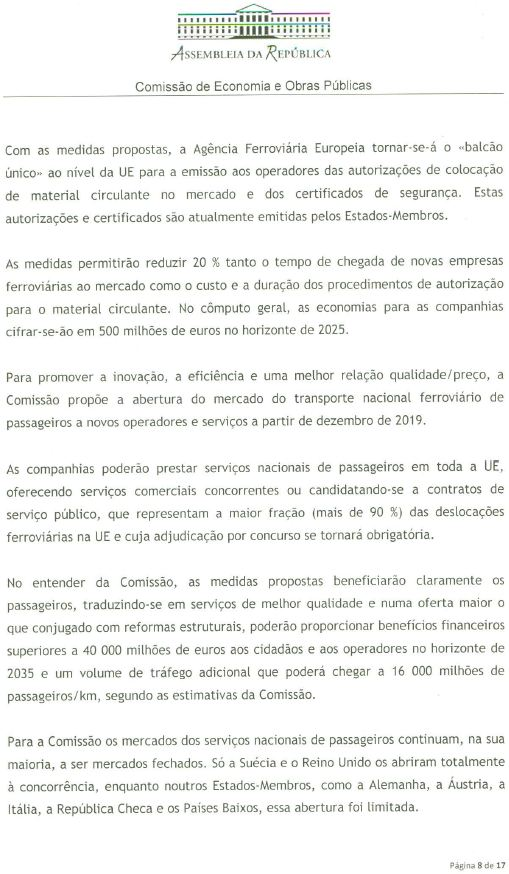 ASSEMBLEIA DA REPÚBLICA
Comissão de Economia e Obras Públicas
Com as medidas propostas, a Agência Ferroviária Europeia tornar-se-á o «balcão
único» ao nível da UE para a emissão aos operadores das autorizações de colocação
de material circulante no mercado e dos certificados de segurança. Estas
autorizações e certificados são atualmente emitidas pelos Estados-Membros.
As medidas permitirão reduzir 20 % tanto o tempo de chegada de novas empresas
ferroviárias ao mercado como o custo e a duração dos procedimentos de autorização
para o material circulante. No cômputo geral, as economias para as companhias
cifrar-se-ão em 500 milhões de euros no horizonte de 2025.
Para promover a inovação, a eficiência e uma melhor relação qualidade/preço, a
Comissão propõe a abertura do mercado do transporte nacional ferroviário de
passageiros a novos operadores e serviços a partir de dezembro de 2019.
As companhias poderão prestar serviços nacionais de passageiros em toda a UE,
oferecendo serviços comerciais concorrentes ou candidatando-se a contratos de
serviço público, que representam a maior fração (mais de 90 %) das deslocações
ferroviárias na UE e cuja adjudicação por concurso se tornará obrigatória.
No entender da Comissão, as medidas propostas beneficiarão claramente os
passageiros, traduzindo-se em serviços de melhor qualidade e numa oferta maior o
que conjugado com reformas estruturais, poderão proporcionar benefícios financeiros
superiores a 40 000 milhões de euros aos cidadãos e aos operadores no horizonte de
2035 e um volume de tráfego adicional que poderá chegar a 16 000 milhões de
passageiros/km, segundo as estimativas da Comissão.
Para a Comissão os mercados dos serviços nacionais de passageiros continuam, na sua
maioria, a ser mercados fechados. Só a Suécia e o Reino Unido os abriram totalmente
à concorrência, enquanto noutros Estados-Membros, como a Alemanha, a Áustria, a
Itália, a República Checa e os Países Baixos, essa abertura foi limitada.
Página 8 de 17